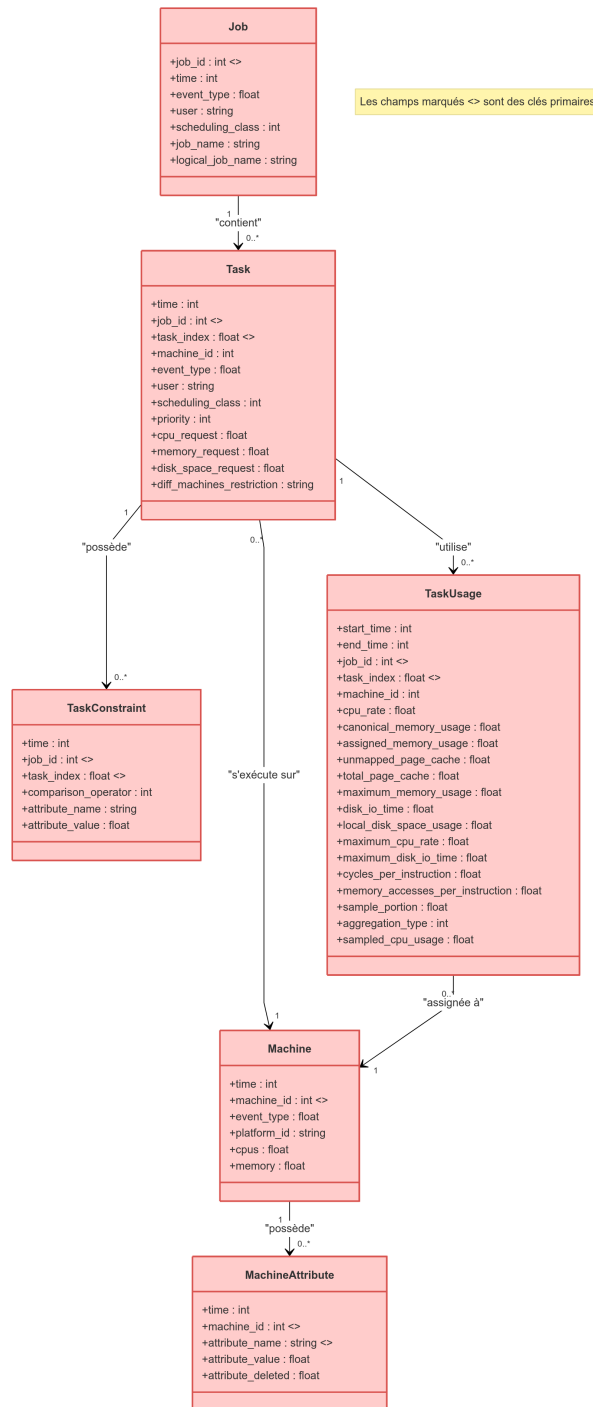 Job
+job_id : int <>
+time : int
+event_type : float
+user : string
+scheduling_class : int
+job_name : string
+logical_job_name : string
Les champs marqués <> sont des clés primaires
1
"contient"
0..*
Task
+time : int
+job_id : int <>
+task_index : float <>
+machine_id : int
+event_type : float
+user : string
+scheduling_class : int
+priority : int
+cpu_request : float
+memory_request : float
+disk_space_request : float
+diff_machines_restriction : string
1
"possède"
0..*
0..*
"s'exécute sur"
1
1
"utilise"
0..*
TaskUsage
+start_time : int
+end_time : int
+job_id : int <>
+task_index : float <>
+machine_id : int
+cpu_rate : float
+canonical_memory_usage : float
+assigned_memory_usage : float
+unmapped_page_cache : float
+total_page_cache : float
+maximum_memory_usage : float
+disk_io_time : float
+local_disk_space_usage : float
+maximum_cpu_rate : float
+maximum_disk_io_time : float
+cycles_per_instruction : float
+memory_accesses_per_instruction : float
+sample_portion : float
+aggregation_type : int
+sampled_cpu_usage : float
TaskConstraint
+time : int
+job_id : int <>
+task_index : float <>
+comparison_operator : int
+attribute_name : string
+attribute_value : float
0..*
"assignée à"
1
Machine
+time : int
+machine_id : int <>
+event_type : float
+platform_id : string
+cpus : float
+memory : float
1
"possède"
0..*
MachineAttribute
+time : int
+machine_id : int <>
+attribute_name : string <>
+attribute_value : float
+attribute_deleted : float